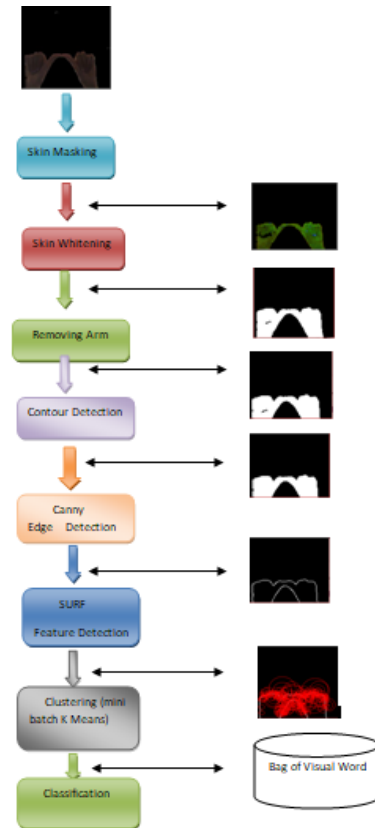 Skin Masking
Skin Whitening
Removing Arm
Contour Detection
Canny
Edge Detection
SURF
Feature Detection
Clustering (mini
batch K Means)
Bag of Visual Word
Classification